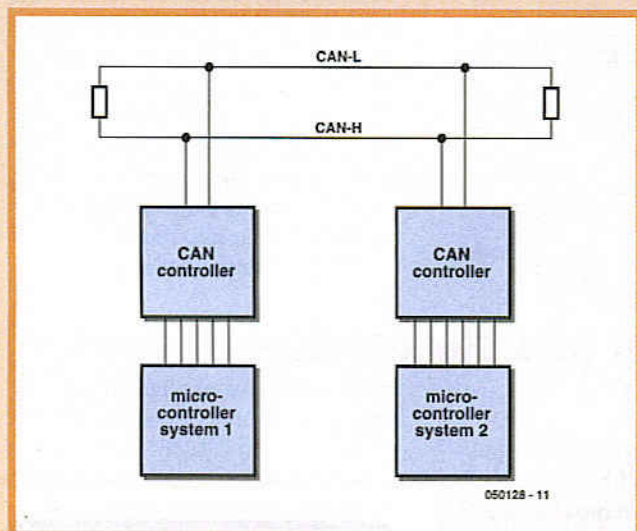 CAN-L
CAN-H
CAN
controller
CAN
controller
micro-
controller
system 1
micro-
controller
system 2
050128 - 11